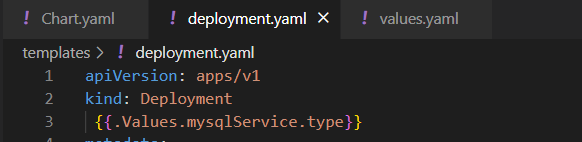 ! Chart.yaml ! deployment.yaml × ! values.yaml
templates > ! deployment.yaml
1 apiVersion: apps/v1
2 kind: Deployment
3 {{.Values.mysqlService.type}}